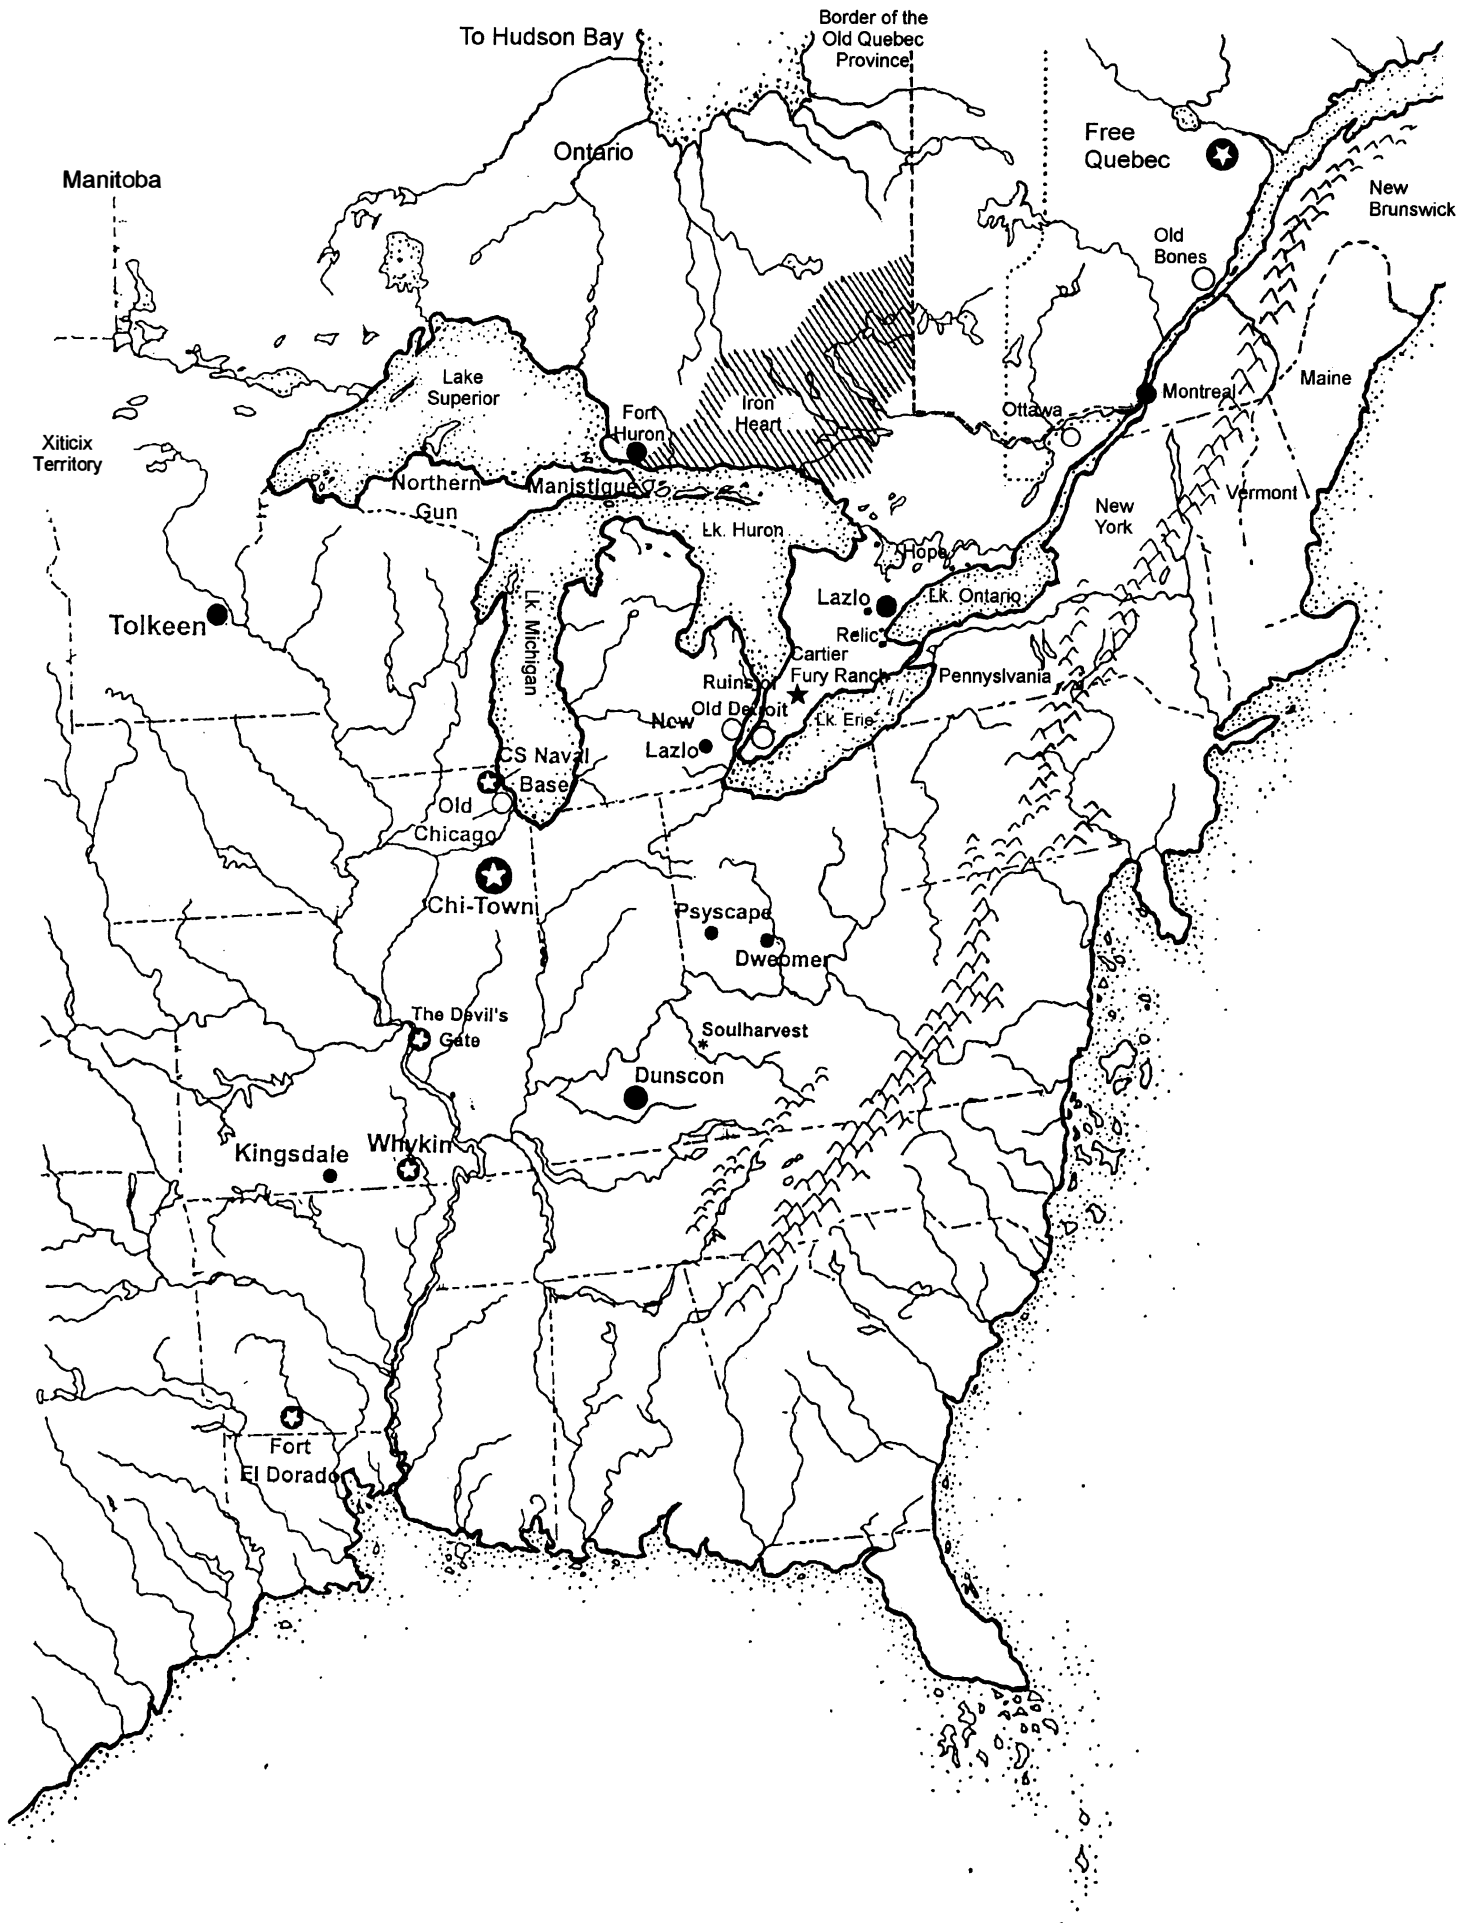 To Hudson Bay
Border of the
Old Quebec
Province
Free
Quebec
Ontario
Manitoba
New
Brunswick
Old
Bones
Lake
Superior
Maine
Montreal
Iron
Heart
Fort
Huron
Ottawa
Xiticix
Territory
Northern
Gun
Manistique
Vermont
New
York
Lk. Huron
Hope
Lk. Michigan
Lazlo
Lk. Ontario
Tolkeen
Relic
Cartier
Fury Ranch
Pennyslvania
Ruins of
Old Detroit
Lk. Erie
New
Lazlo
CS Naval
Base
Old
Chicago
Chi-Town
Psyscape
Dweomer
The Devil's
Gate
Soulharvest
Dunscon
Kingsdale
Whykin
Fort
El Dorado